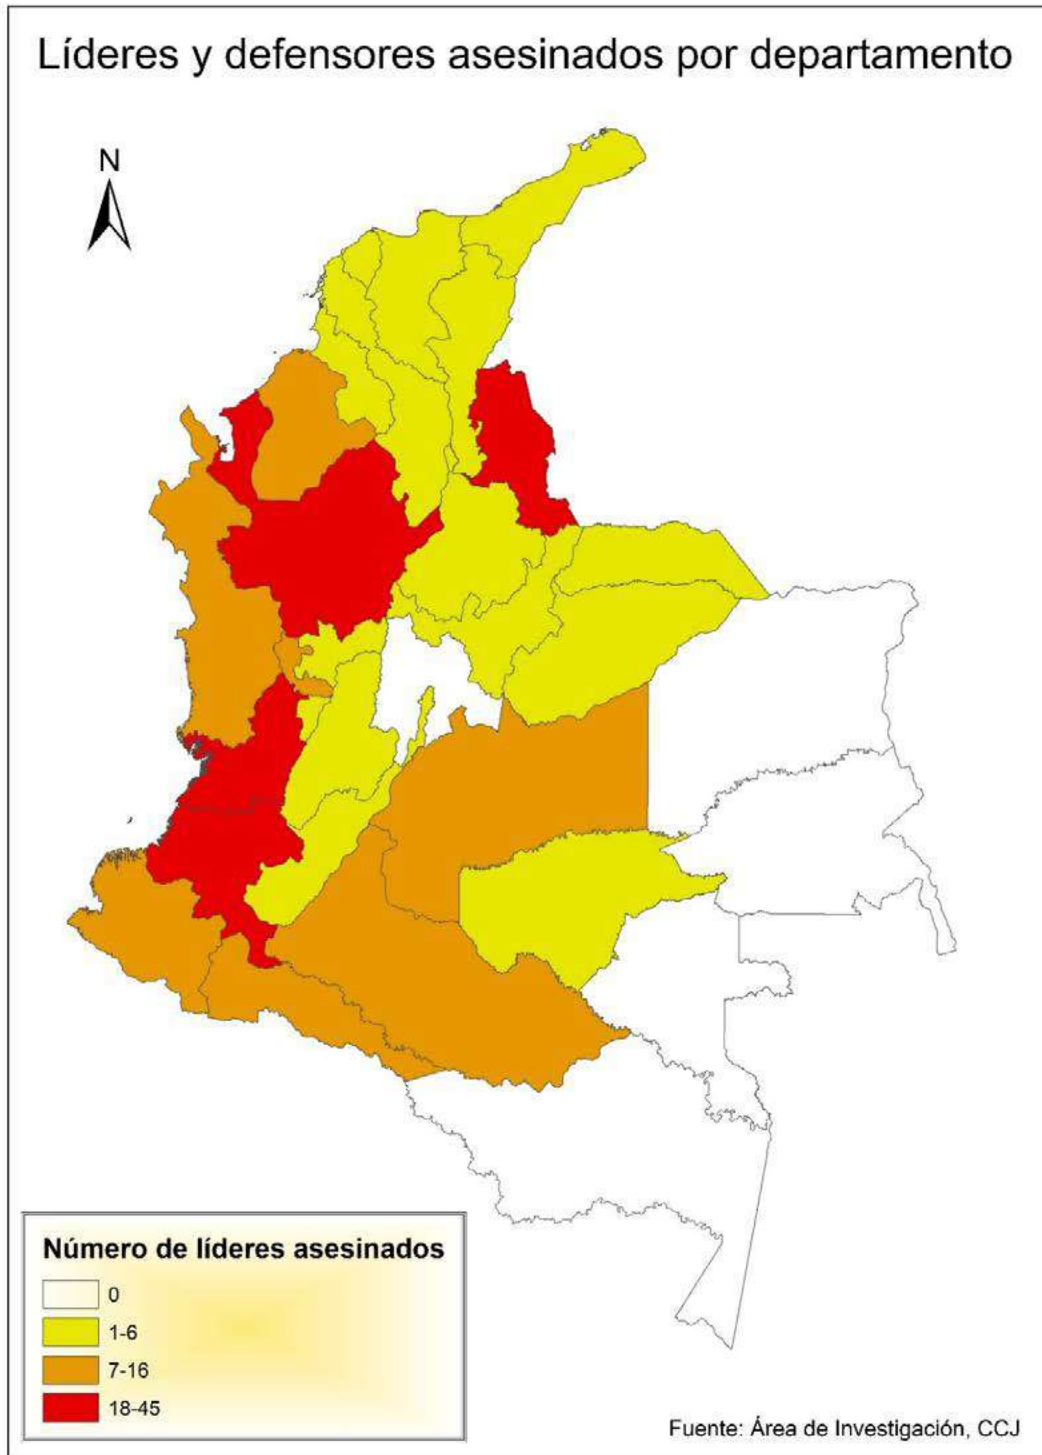 Líderes y defensores asesinados por departamento
N
Número de líderes asesinados
0
1-6
7-16
18-45
Fuente: Área de Investigación, CCJ